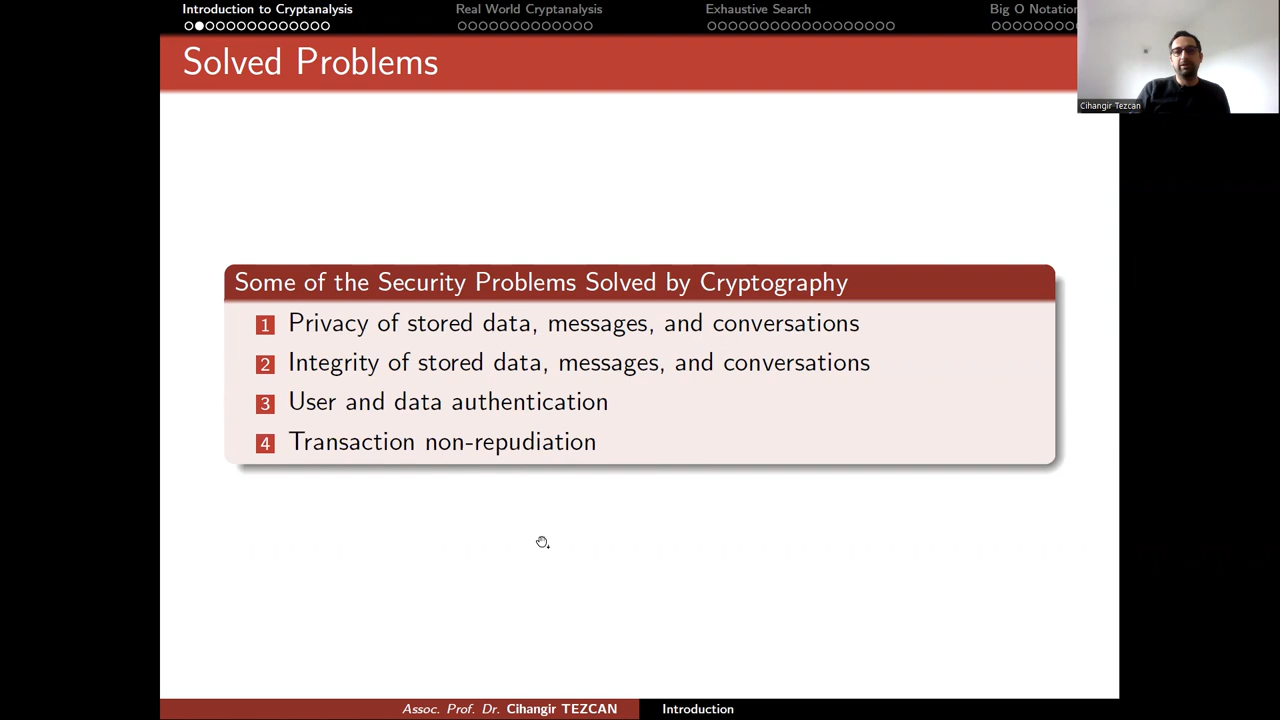 Introduction to Cryptanalysis
Real World Cryptanalysis
Exhaustive Search
Big O Notation
Solved Problems
Cihangir Tezcan
Some of the Security Problems Solved by Cryptography
1 Privacy of stored data, messages, and conversations
2 Integrity of stored data, messages, and conversations
3 User and data authentication
4 Transaction non-repudiation
Assoc. Prof. Dr. Cihangir TEZCAN
Introduction